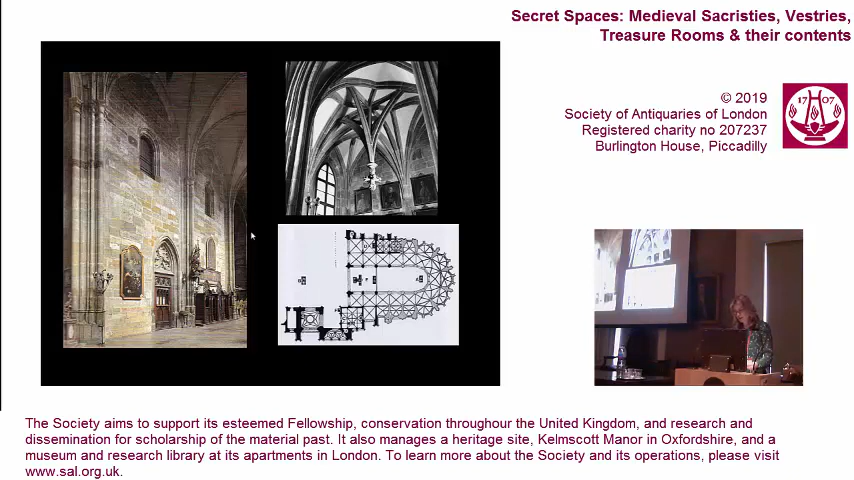 Secret Spaces: Medieval Sacristies, Vestries,
Treasure Rooms & their contents
© 2019
Society of Antiquaries of London
Registered charity no 207237
Burlington House, Piccadilly
17 07
The Society aims to support its esteemed Fellowship, conservation throughour the United Kingdom, and research and
dissemination for scholarship of the material past. It also manages a heritage site, Kelmscott Manor in Oxfordshire, and a
museum and research library at its apartments in London. To learn more about the Society and its operations, please visit
www.sal.org.uk.